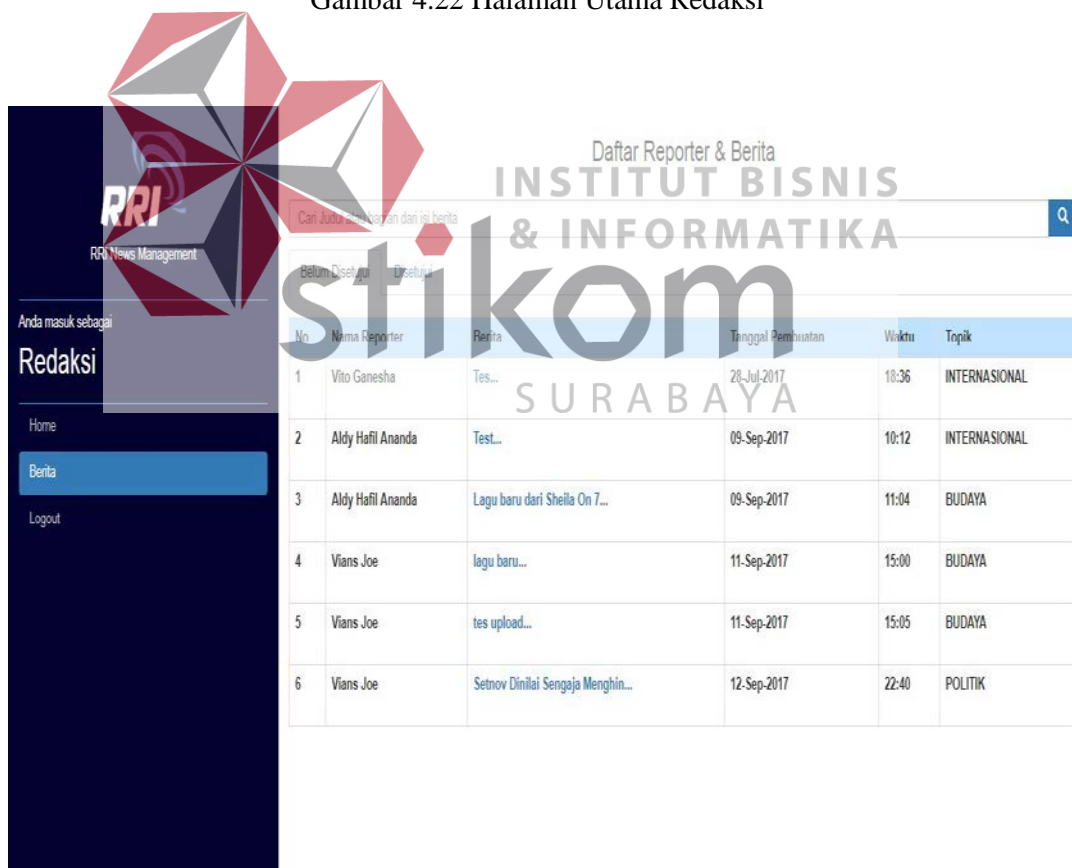 Gambar 4.22 Halaman Utama Redaksi
RRI
RRI News Management
Anda masuk sebagai
Redaksi
Home
Berita
Logout
Daftar Reporter & Berita
Cari Judul atau bagian dari isi berita
Belum Disetujui Disetujui
No Nama Reporter Berita Tanggal Pembuatan Waktu Topik
1 Vito Ganesha Tes... 28-Jul-2017 18:36 INTERNASIONAL
2 Aldy Hafil Ananda Test... 09-Sep-2017 10:12 INTERNASIONAL
3 Aldy Hafil Ananda Lagu baru dari Sheila On 7... 09-Sep-2017 11:04 BUDAYA
4 Vians Joe lagu baru... 11-Sep-2017 15:00 BUDAYA
5 Vians Joe tes upload... 11-Sep-2017 15:05 BUDAYA
6 Vians Joe Setnov Dinilai Sengaja Menghin... 12-Sep-2017 22:40 POLITIK
INSTITUT BISNIS
& INFORMATIKA
stikom
SURABAYA